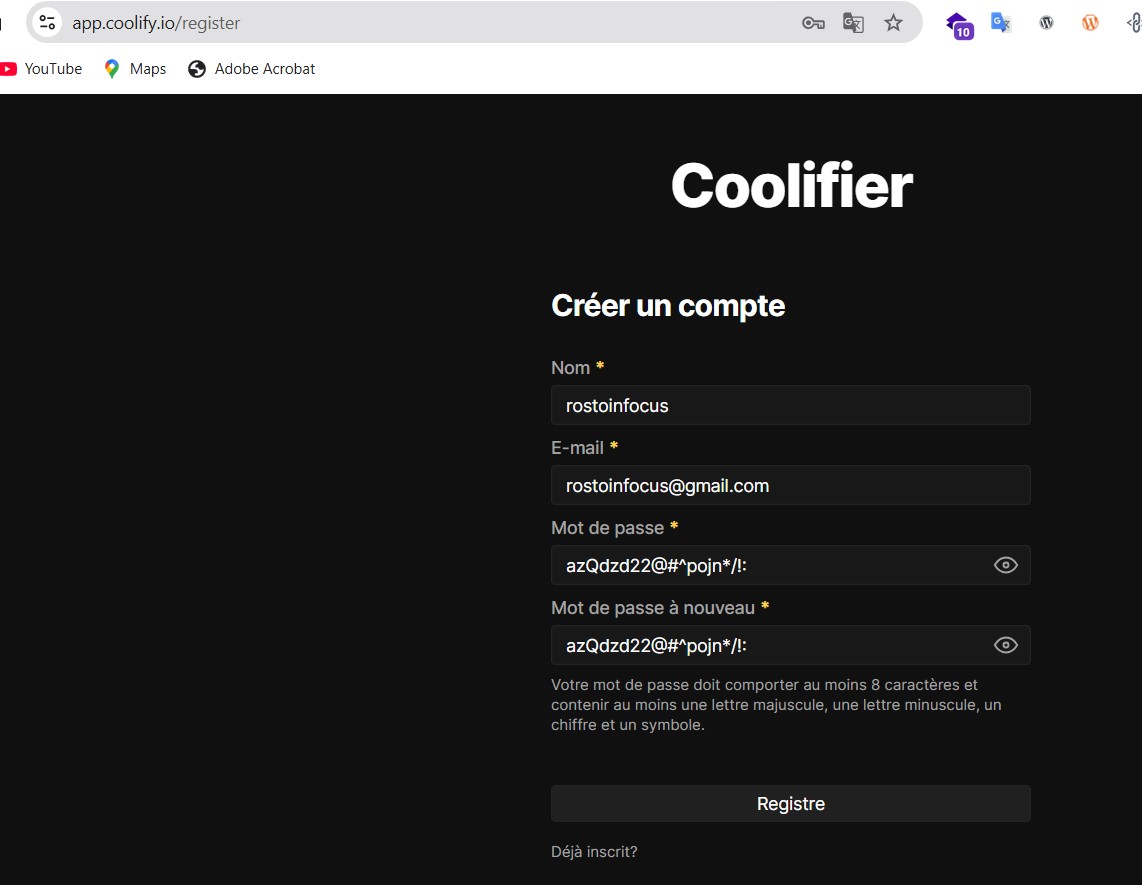 app.coolify.io/register
10
YouTube
Maps
Adobe Acrobat
Coolifier
Créer un compte
Nom *
rostoinfocus
E-mail *
rostoinfocus@gmail.com
Mot de passe *
azQdzd22@#^pojn*/!:
Mot de passe à nouveau *
azQdzd22@#^pojn*/!:
Votre mot de passe doit comporter au moins 8 caractères et
contenir au moins une lettre majuscule, une lettre minuscule, un
chiffre et un symbole.
Registre
Déjà inscrit?